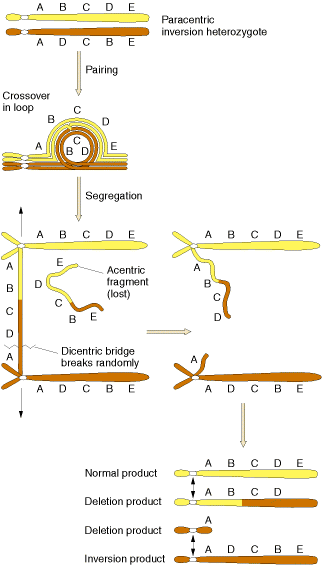 A B C D E
Paracentric
inversion heterozygote
A D C B E
Pairing
Crossover
in loop
C
B D
A E
C
B D
Segregation
A B C D E
A
B
C
D
A
E
D
C
B E
Acentric
fragment
(lost)
Dicentric bridge
breaks randomly
A D C B E
B C D E
A
B
C
D
A
A D C B E
A B C D E
Normal product
A B C D
Deletion product
A
Deletion product
A D C B E
Inversion product